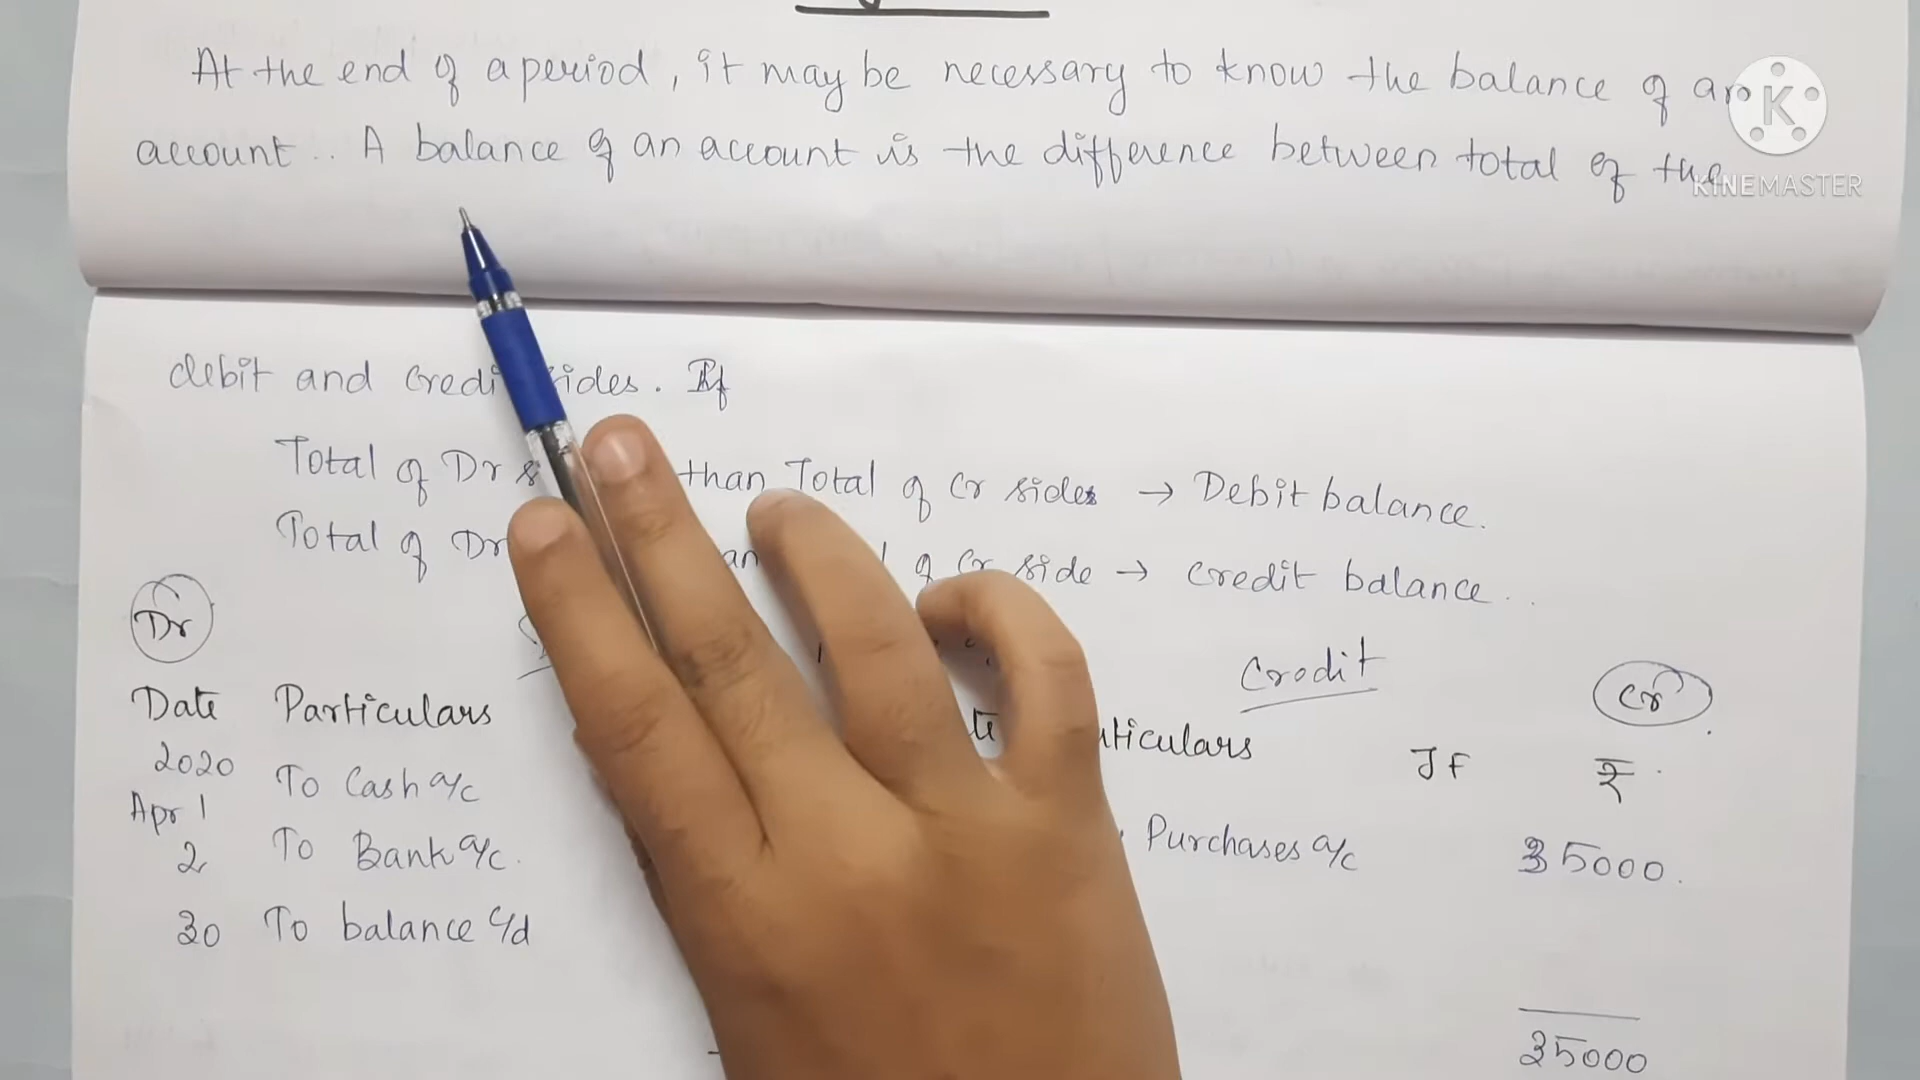 At the end of a period, it may be necessary to know the balance of an
account.. A balance of an account is the difference between total of the
K
KINEMASTER
debit and credit sides. If
Total of Dr than Total of Cr sides → Debit balance.
Total of Dr of Cr side → credit balance..
Dr
Credit
Cr
Date Particulars JF ₹
2020 To Cash a/c
Apr 1
Purchases a/c 35000.
2 To Bank a/c.
30 To balance c/d
35000